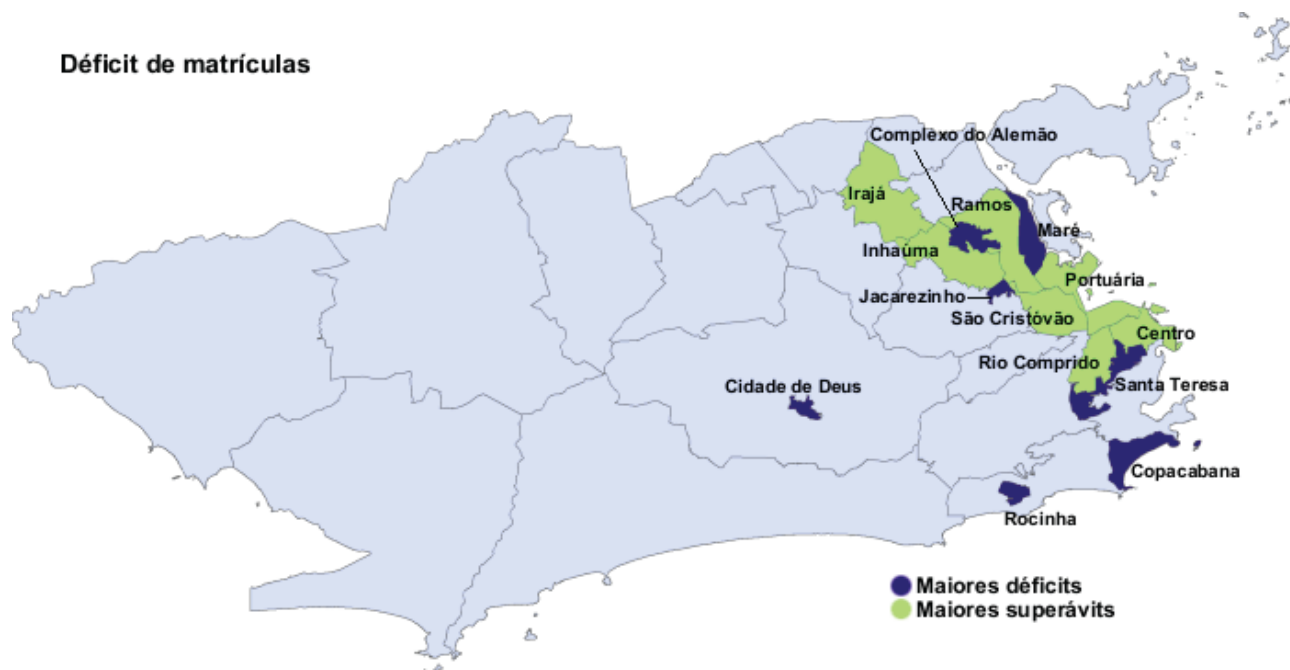 Déficit de matrículas
Complexo do Alemão
Irajá
Ramos
Maré
Inhaúma
Portuária
Jacarezinho
São Cristóvão
Centro
Rio Comprido
Cidade de Deus
Santa Teresa
Copacabana
Rocinha
Maiores déficits
Maiores superávits